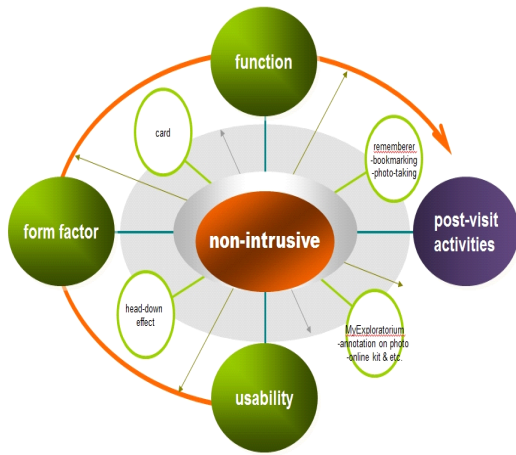 function
card
rememberer
-bookmarking
-photo-taking
form factor
non-intrusive
post-visit
activities
head-down
effect
MyExploratorium
-annotation on photo
-online kit & etc.
usability